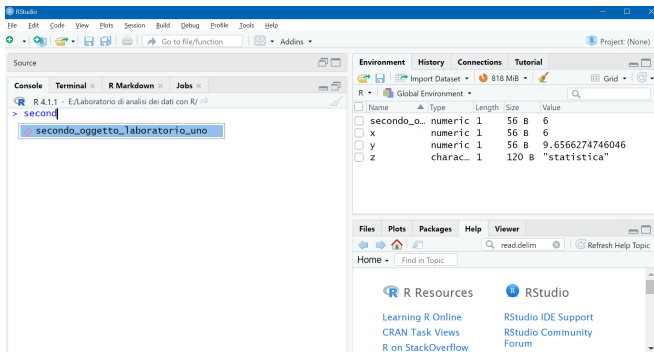 RStudio
File Edit Code View Plots Session Build Debug Profile Tools Help
Go to file/function Addins Project: (None)
Source
Console Terminal R Markdown Jobs
R 4.1.1 · E:/Laboratorio di analisi dei dati con R/
> second
secondo_oggetto_laboratorio_uno
Environment History Connections Tutorial
Import Dataset 818 MiB Grid
R Global Environment
Name Type Length Size Value
secondo_o... numeric 1 56 B 6
x numeric 1 56 B 6
y numeric 1 56 B 9.6566274746046
z charac... 1 120 B "statistica"
Files Plots Packages Help Viewer
read.delim Refresh Help Topic
Home Find in Topic
R Resources
Learning R Online
CRAN Task Views
R on StackOverflow
RStudio
RStudio IDE Support
RStudio Community
Forum